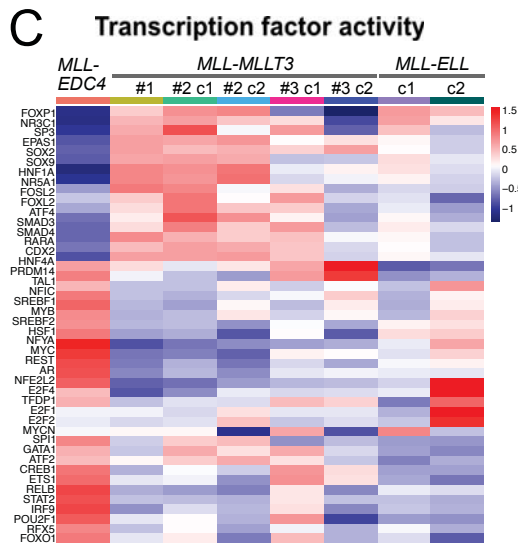 C
Transcription factor activity
MLL-EDC4 MLL-MLLT3 MLL-ELL
#1 #2 c1 #2 c2 #3 c1 #3 c2 c1 c2
FOXP1
NR3C1
SP3
EPAS1
SOX2
SOX9
HNF1A
NR5A1
FOSL2
FOXL2
ATF4
SMAD3
SMAD4
RARA
CDX2
HNF4A
PRDM14
TAL1
NFIC
SREBF1
MYB
SREBF2
HSF1
NFYA
MYC
REST
AR
NFE2L2
E2F4
TFDP1
E2F1
E2F2
MYCN
SPI1
GATA1
ATF2
CREB1
ETS1
RELB
STAT2
IRF9
POU2F1
RFX5
FOXO1
1.5
1
0.5
0
−0.5
−1